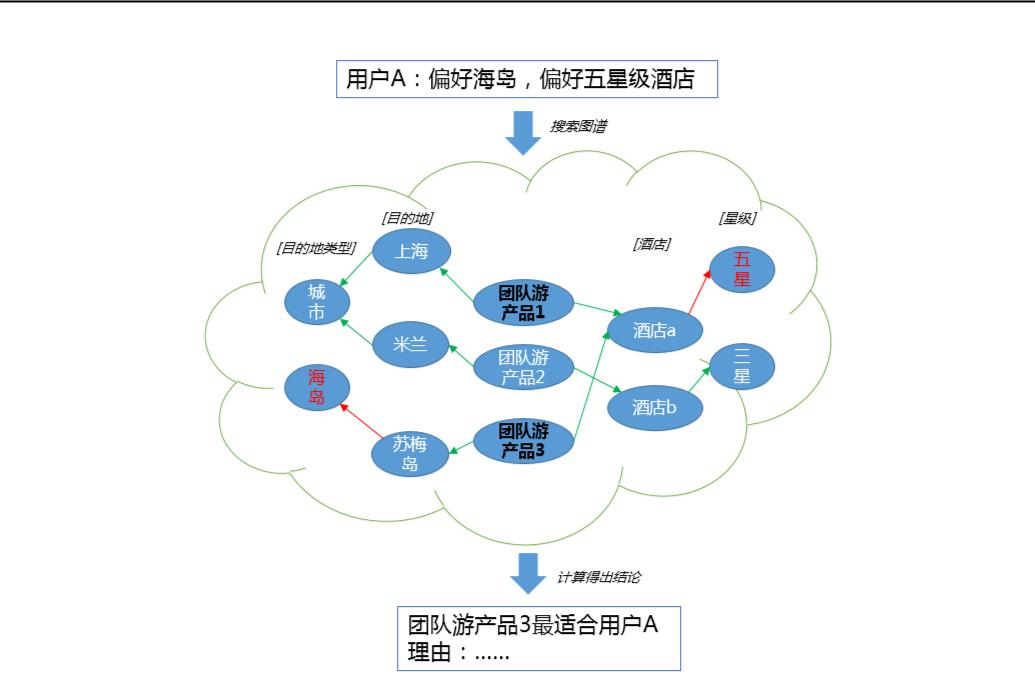 用户A：偏好海岛，偏好五星级酒店
搜索图谱
[目的地]
[星级]
[目的地类型]
[酒店]
上海
五
星
城
市
团队游
产品1
酒店a
米兰
团队游
产品2
三
星
海
岛
酒店b
苏梅
岛
团队游
产品3
计算得出结论
团队游产品3最适合用户A
理由：......